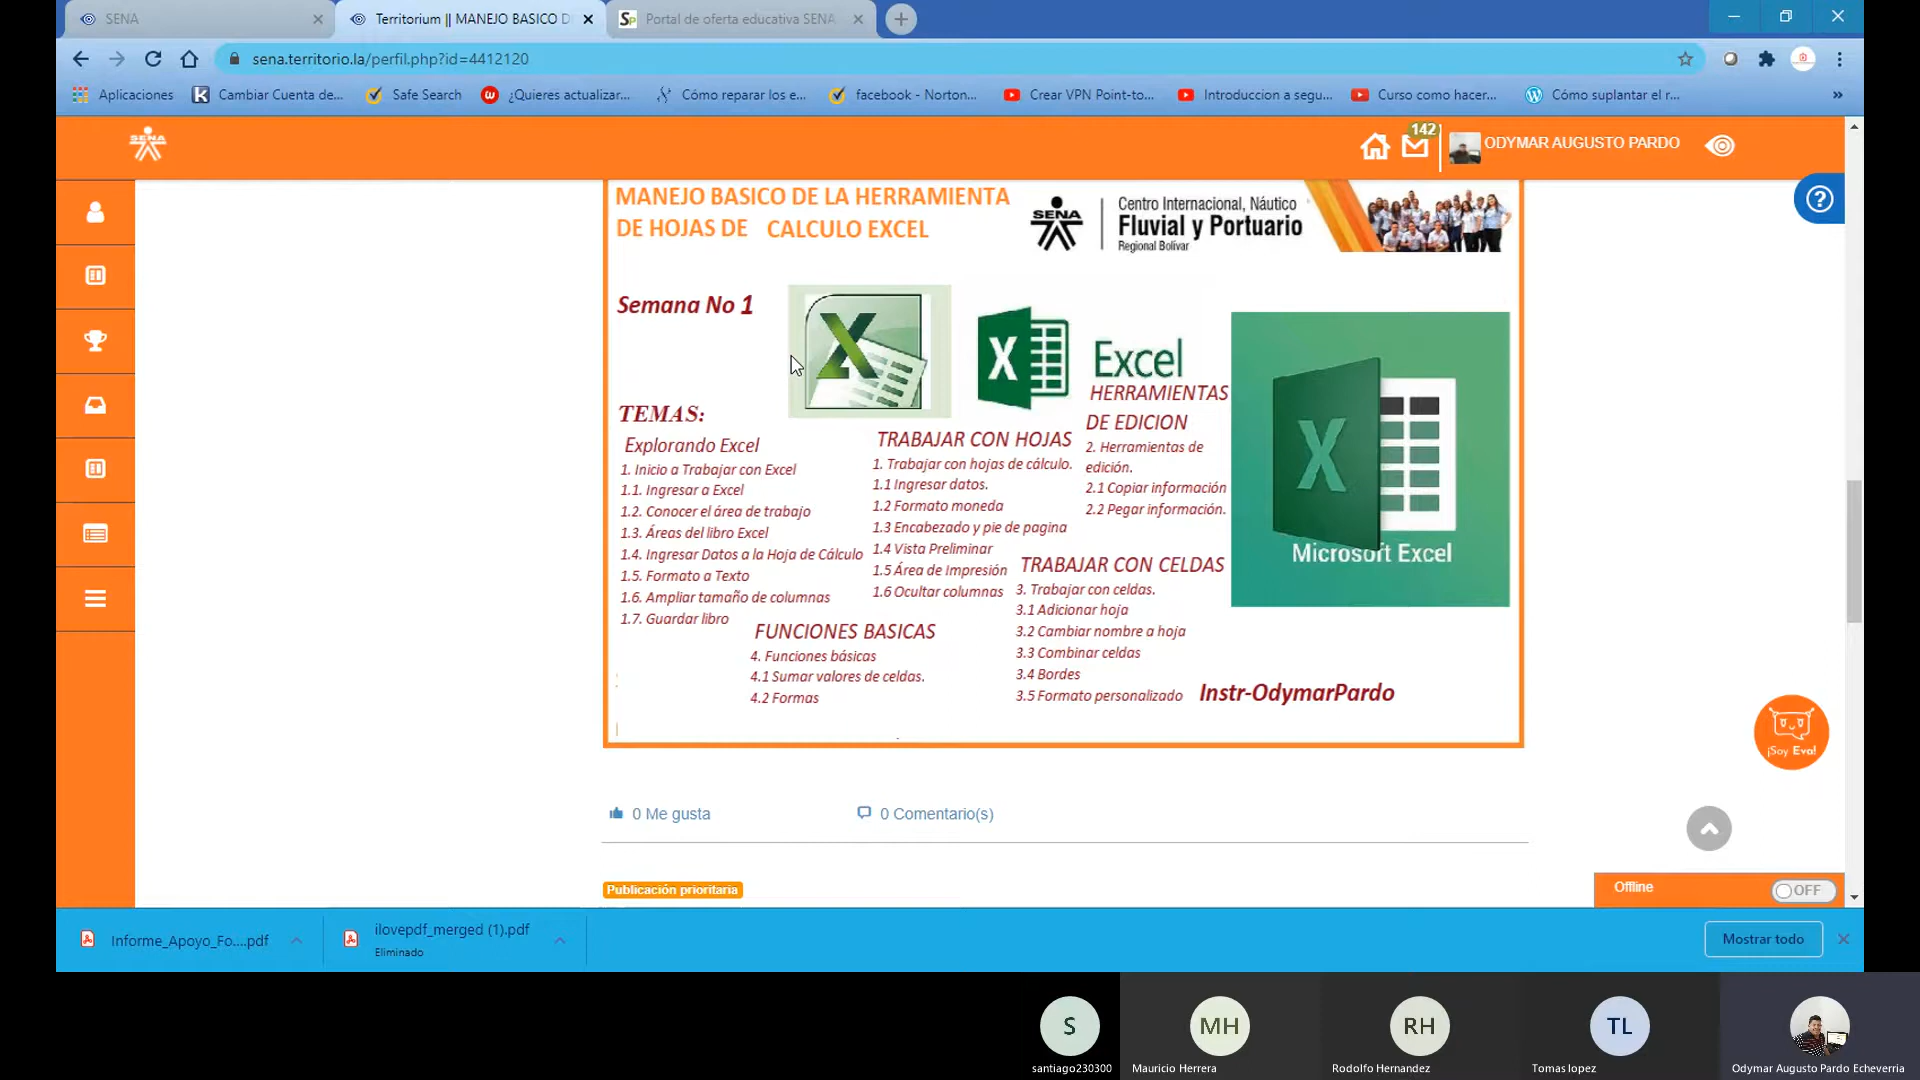 SENA
Territorium || MANEJO BASICO D
Portal de oferta educativa SENA
sena.territorio.la/perfil.php?id=4412120
Aplicaciones
Cambiar Cuenta de...
Safe Search
¿Quieres actualizar...
Cómo reparar los e...
facebook - Norton...
Crear VPN Point-to...
Introduccion a segu...
Curso como hacer...
Cómo suplantar el r...
»
SENA
142
ODYMAR AUGUSTO PARDO
MANEJO BASICO DE LA HERRAMIENTA
DE HOJAS DE CALCULO EXCEL
SENA
Centro Internacional, Náutico
Fluvial y Portuario
Regional Bolívar
Semana No 1
Excel
Microsoft Excel
TEMAS:
Explorando Excel
1. Inicio a Trabajar con Excel
1.1. Ingresar a Excel
1.2. Conocer el área de trabajo
1.3. Áreas del libro Excel
1.4. Ingresar Datos a la Hoja de Cálculo
1.5. Formato a Texto
1.6. Ampliar tamaño de columnas
1.7. Guardar libro
TRABAJAR CON HOJAS
1. Trabajar con hojas de cálculo.
1.1 Ingresar datos.
1.2 Formato moneda
1.3 Encabezado y pie de pagina
1.4 Vista Preliminar
1.5 Área de Impresión
1.6 Ocultar columnas
HERRAMIENTAS
DE EDICION
2. Herramientas de
edición.
2.1 Copiar información
2.2 Pegar información.
TRABAJAR CON CELDAS
3. Trabajar con celdas.
3.1 Adicionar hoja
3.2 Cambiar nombre a hoja
3.3 Combinar celdas
3.4 Bordes
3.5 Formato personalizado
FUNCIONES BASICAS
4. Funciones básicas
4.1 Sumar valores de celdas.
4.2 Formas
Instr-OdymarPardo
¡Soy Eva!
0 Me gusta
0 Comentario(s)
Publicación prioritaria
Offline
OFF
Informe_Apoyo_Fo....pdf
ilovepdf_merged (1).pdf
Eliminado
Mostrar todo
S
MH
RH
TL
santiago230300
Mauricio Herrera
Rodolfo Hernandez
Tomas lopez
Odymar Augusto Pardo Echeverria